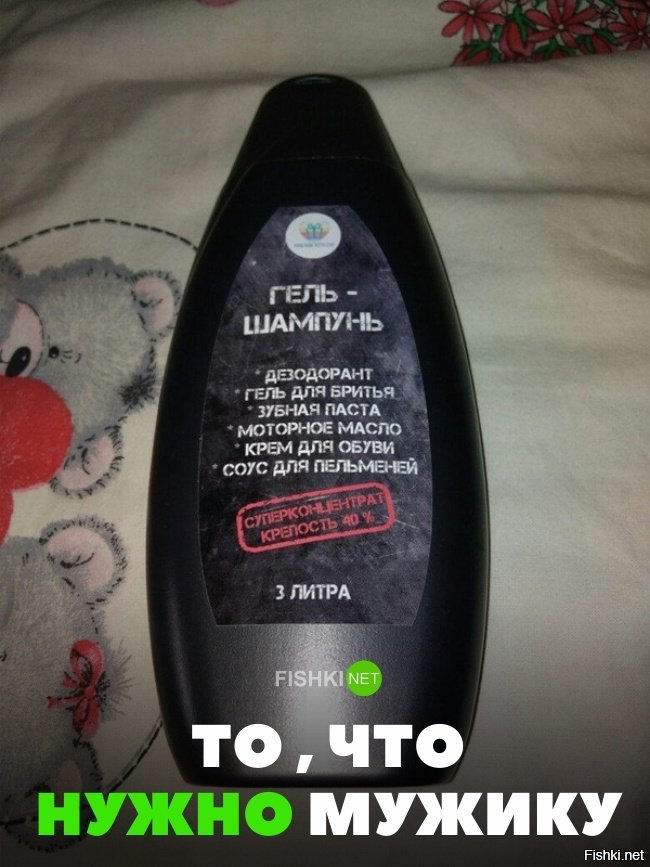 ГЕЛЬ -
ШАМПУНЬ
* ДЕЗОДОРАНТ
* ГЕЛЬ ДЛЯ БРИТЬЯ
* ЗУБНАЯ ПАСТА
* МОТОРНОЕ МАСЛО
* КРЕМ ДЛЯ ОБУВИ
* СОУС ДЛЯ ПЕЛЬМЕНЕЙ
СУПЕРКОНЦЕНТРАТ
КРЕПОСТЬ 40 %
3 ЛИТРА
FISHKI NET
ТО , ЧТО
НУЖНО МУЖИКУ
Fishki.net